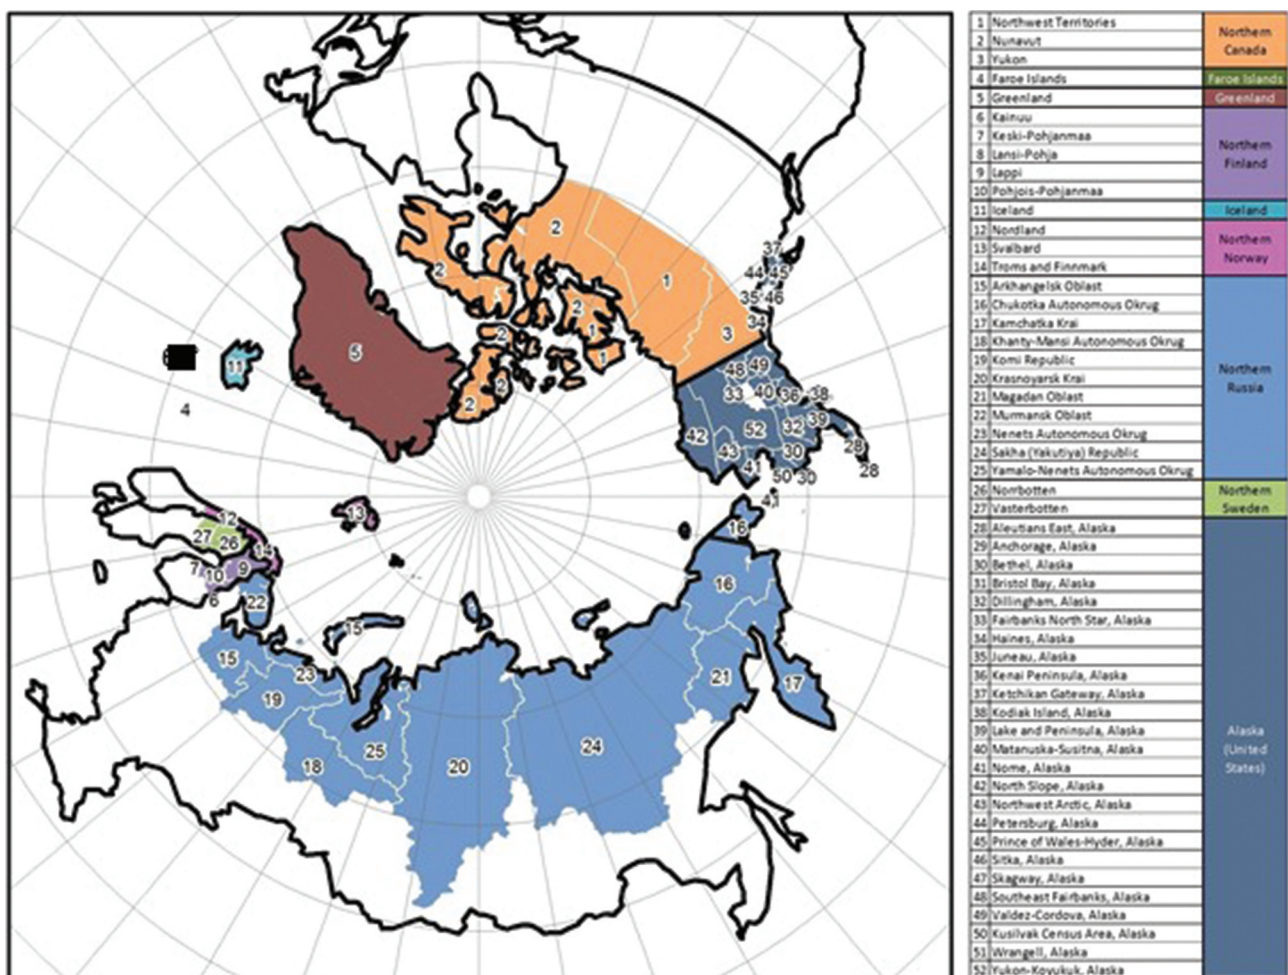 1 Northwest Territories
2 Nunavut
3 Yukon
Northern
Canada
4 Faroe Islands
Faroe Islands
5 Greenland
Greenland
6 Kainuu
7 Keski-Pohjanmaa
8 Lansi-Pohja
9 Lappi
10 Pohjois-Pohjanmaa
Northern
Finland
11 Iceland
Iceland
12 Nordland
13 Svalbard
14 Troms and Finnmark
Northern
Norway
15 Arkhangelsk Oblast
16 Chukotka Autonomous Okrug
17 Kamchatka Krai
18 Khanty-Mansi Autonomous Okrug
19 Komi Republic
20 Krasnoyarsk Krai
21 Magadan Oblast
22 Murmansk Oblast
23 Nenets Autonomous Okrug
24 Sakha (Yakutiya) Republic
25 Yamalo-Nenets Autonomous Okrug
Northern
Russia
26 Norrbotten
27 Vasterbotten
Northern
Sweden
28 Aleutians East, Alaska
29 Anchorage, Alaska
30 Bethel, Alaska
31 Bristol Bay, Alaska
32 Dillingham, Alaska
33 Fairbanks North Star, Alaska
34 Haines, Alaska
35 Juneau, Alaska
36 Kenai Peninsula, Alaska
37 Ketchikan Gateway, Alaska
38 Kodiak Island, Alaska
39 Lake and Peninsula, Alaska
40 Matanuska-Susitna, Alaska
41 Nome, Alaska
42 North Slope, Alaska
43 Northwest Arctic, Alaska
44 Petersburg, Alaska
45 Prince of Wales-Hyder, Alaska
46 Sitka, Alaska
47 Skagway, Alaska
48 Southeast Fairbanks, Alaska
49 Valdez-Cordova, Alaska
50 Kusilvak Census Area, Alaska
51 Wrangell, Alaska
52 Yukon-Koyukuk, Alaska
Alaska
(United
States)
2
37
2
44 45
1
35 46
2
34
2
1
3
2
5
1
11
48 49
2
33 40 36 38
4
2
39
42
52
32
43
30
28
41
50 30
28
41
13
12
16
27 26
14
7
10
9
16
6
22
15
15
23
21
17
19
25
24
18
20